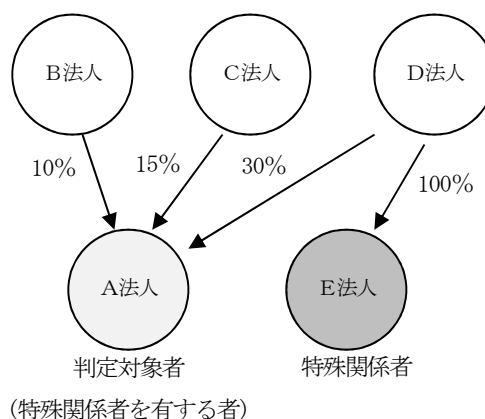 B法人
C法人
D法人
10%
15%
30%
100%
A法人
E法人
判定対象者
特殊関係者
(特殊関係者を有する者)